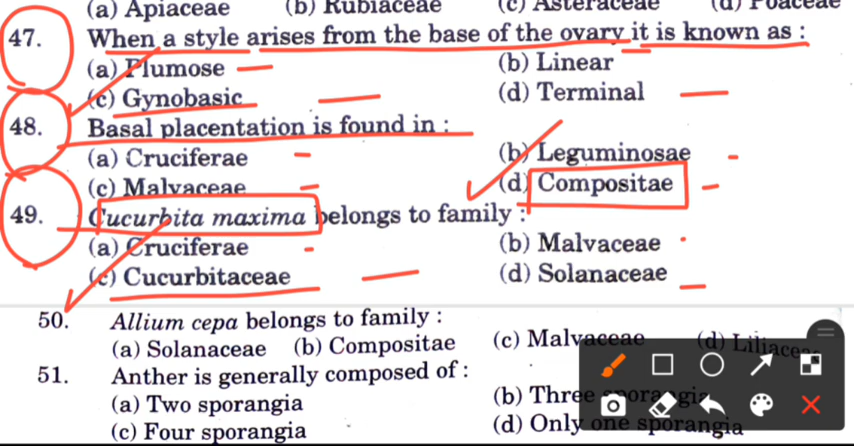 (a) Apiaceae (b) Rubiaceae (c) Asteraceae (d) Poaceae
47. When a style arises from the base of the ovary it is known as :
(a) Plumose (b) Linear
(c) Gynobasic (d) Terminal
48. Basal placentation is found in :
(a) Cruciferae (b) Leguminosae
(c) Malvaceae (d) Compositae
49. Cucurbita maxima belongs to family :
(a) Cruciferae (b) Malvaceae
(c) Cucurbitaceae (d) Solanaceae
50. Allium cepa belongs to family :
(a) Solanaceae (b) Compositae (c) Malvaceae (d) Liliaceae
51. Anther is generally composed of :
(a) Two sporangia (b) Three sporangia
(c) Four sporangia (d) Only one sporangia